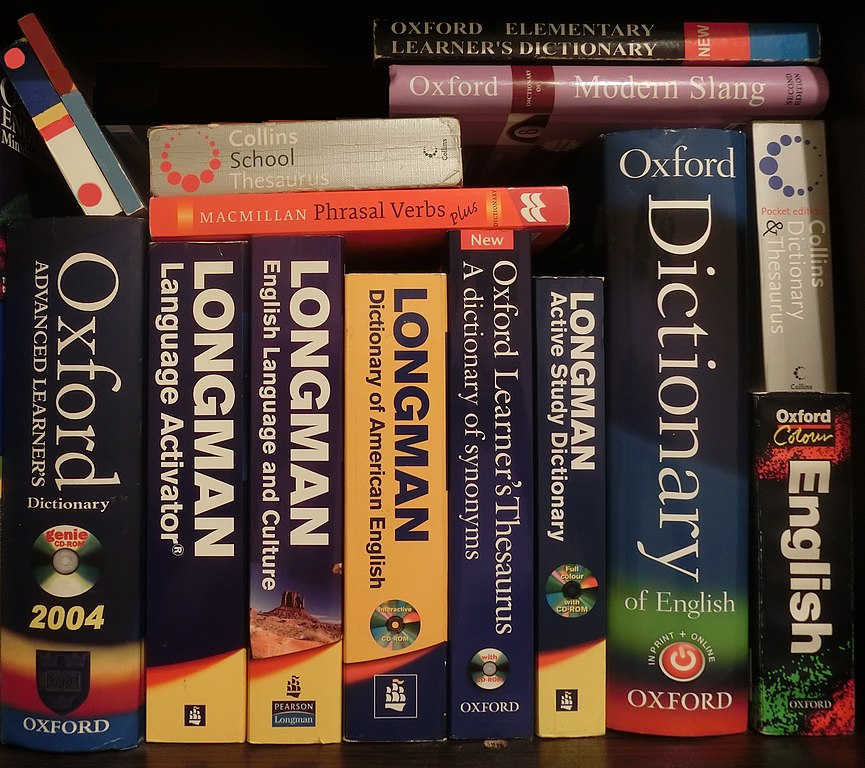 OXFORD ELEMENTARY
LEARNER'S DICTIONARY
NEW
Oxford
DICTIONARY
OF
Modern Slang
SECOND
EDITION
Collins
School
Thesaurus
Collins
MACMILLAN Phrasal Verbs plus
DICTIONARY
Oxford
ADVANCED LEARNER'S
Dictionary
genie
CD-ROM
2004
OXFORD
LONGMAN
Language Activator®
LONGMAN
English Language and Culture
PEARSON
Longman
LONGMAN
Dictionary of American English
Interactive
CD-ROM
New
Oxford Learner's Thesaurus
A dictionary of synonyms
with
CD-ROM
OXFORD
LONGMAN
Active Study Dictionary
Full
colour
with
CD-ROM
Oxford
Dictionary
of English
IN PRINT + ONLINE
OXFORD
Pocket edition
Collins
Dictionary
& Thesaurus
Collins
Oxford
Colour
English
OXFORD